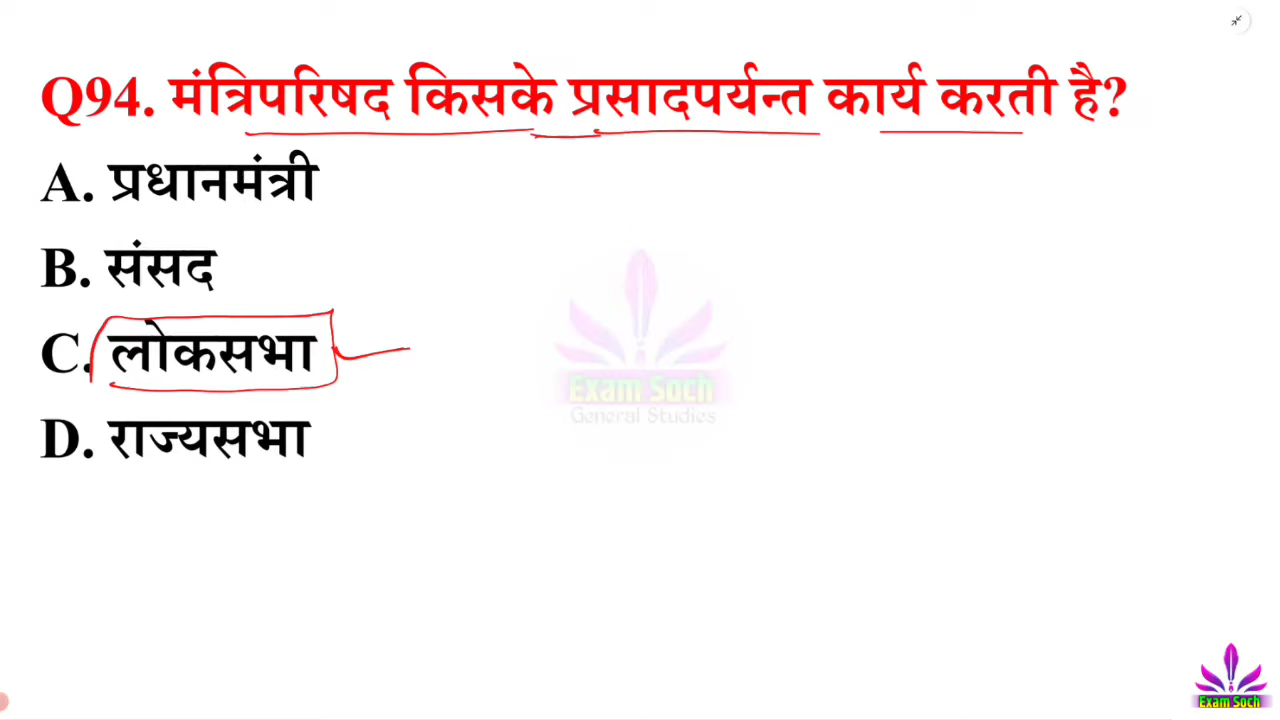 Q94. मंत्रिपरिषद किसके प्रसादपर्यन्त कार्य करती है?
A. प्रधानमंत्री
B. संसद
C. लोकसभा
D. राज्यसभा
Exam Soch
General Studies
Exam Soch